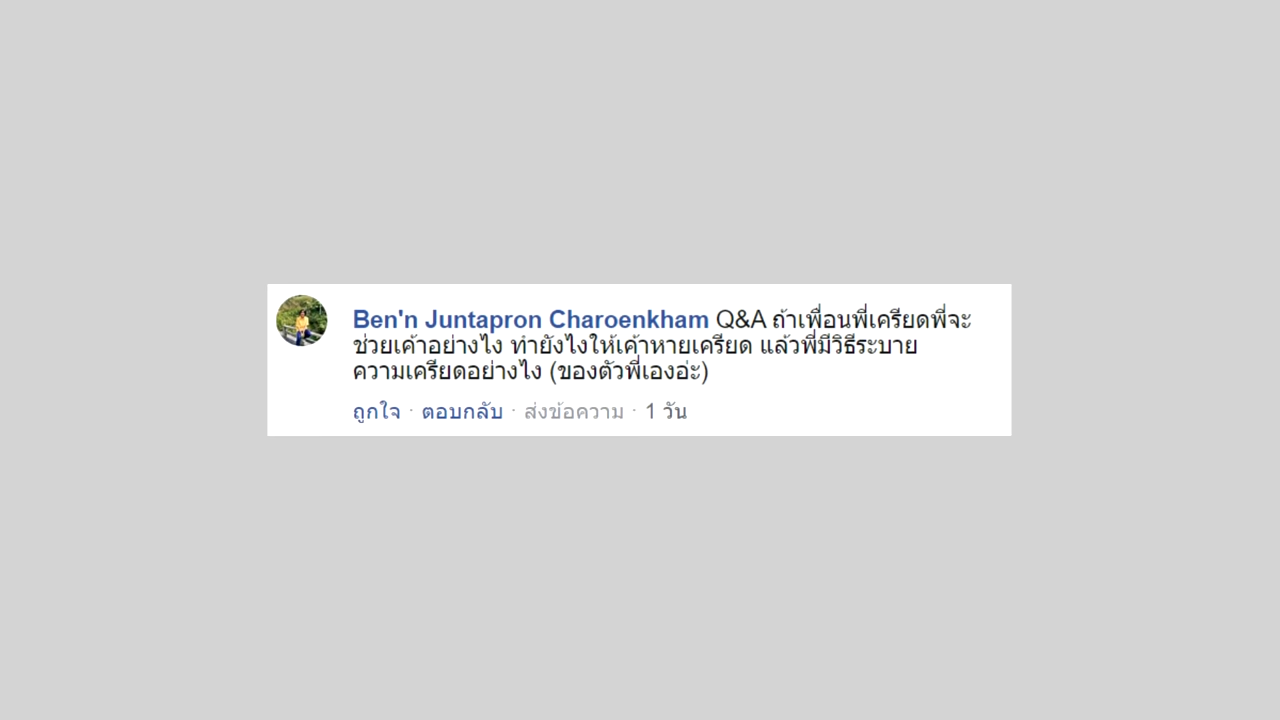 Ben'n Juntapron Charoenkham Q&A ถ้าเพื่อนพี่เครียดพี่จะ
ช่วยเค้าอย่างไง ทำยังไงให้เค้าหายเครียด แล้วพี่มีวิธีระบาย
ความเครียดอย่างไง (ของตัวพี่เองอ่ะ)
ถูกใจ · ตอบกลับ · ส่งข้อความ · 1 วัน